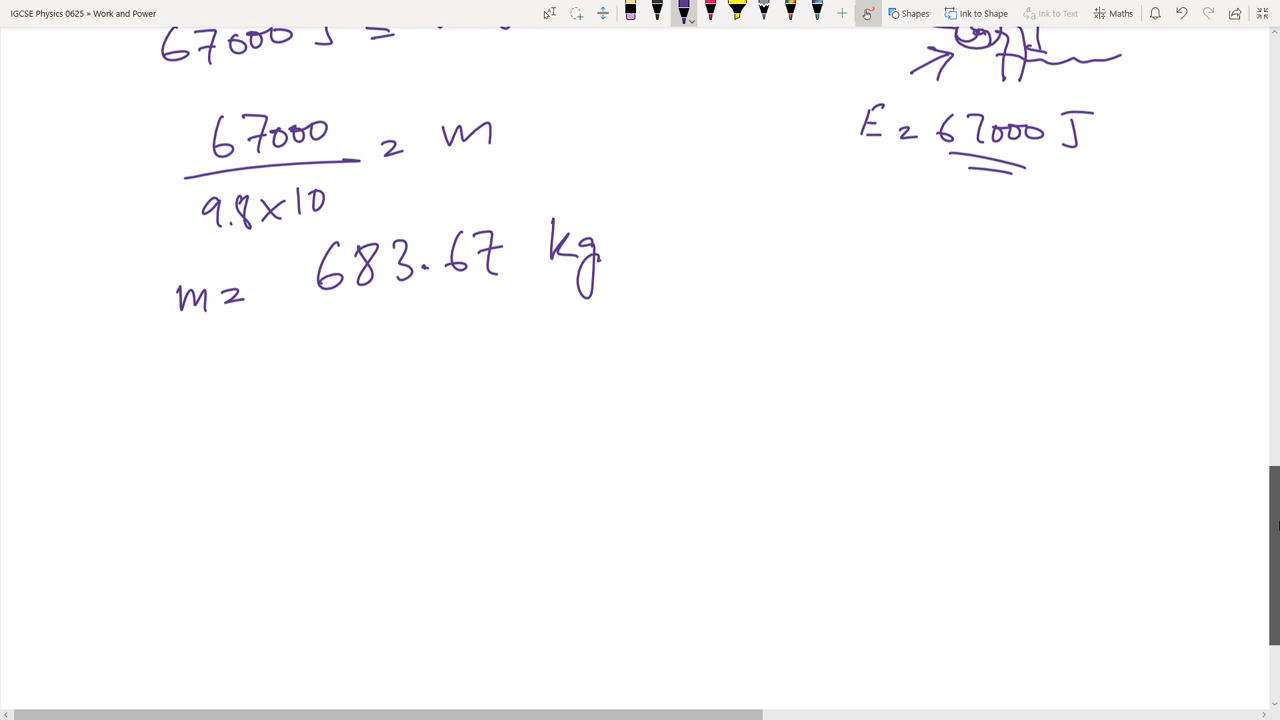 IGCSE Physics 0625 » Work and Power
Shapes Ink to Shape Ink to Text Maths
67000 J =
67000 / 9.8 × 10 = m
E = 67000 J
m = 683.67 kg